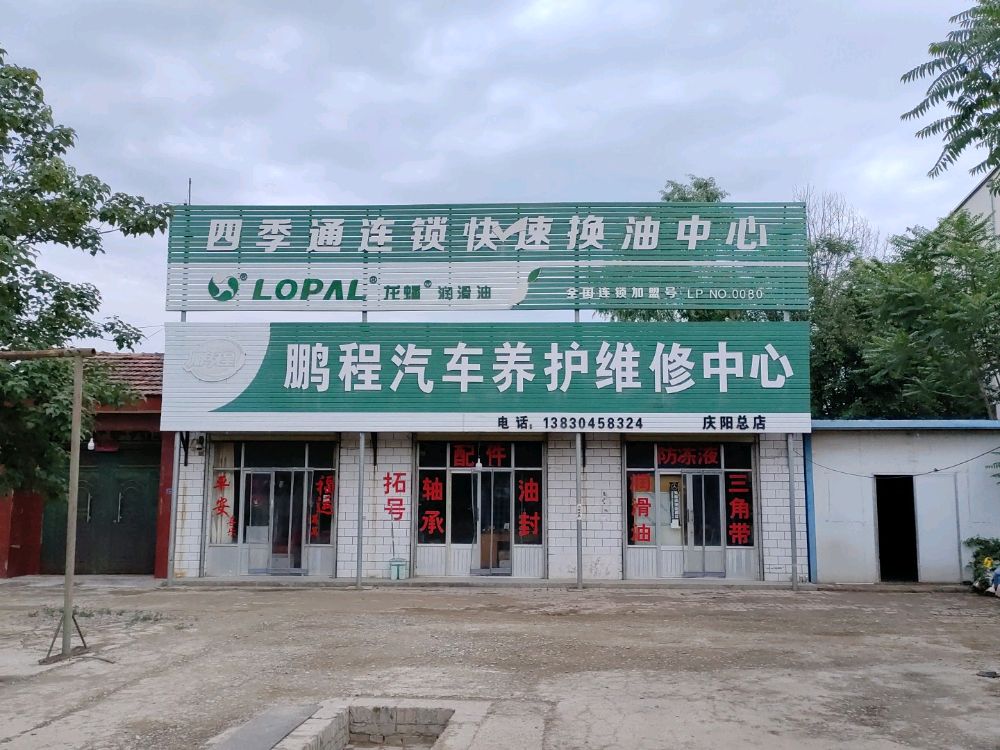 四季通连锁快速换油中心
LOPAL 龙蟠 润滑油
全国连锁加盟号 LP NO.0080
鹏程汽车养护维修中心
电话: 13830458324 庆阳总店
配件
防冻液
平安
拓号
轴承
油封
润滑油
三角带